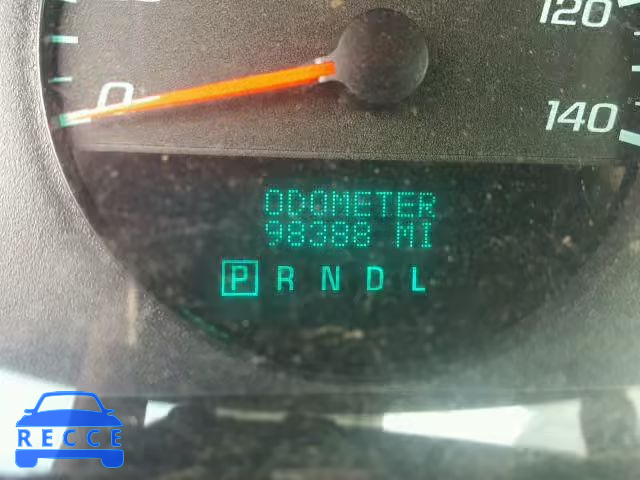 120
0
140
ODOMETER
98388 MI
P R N D L
RECCE